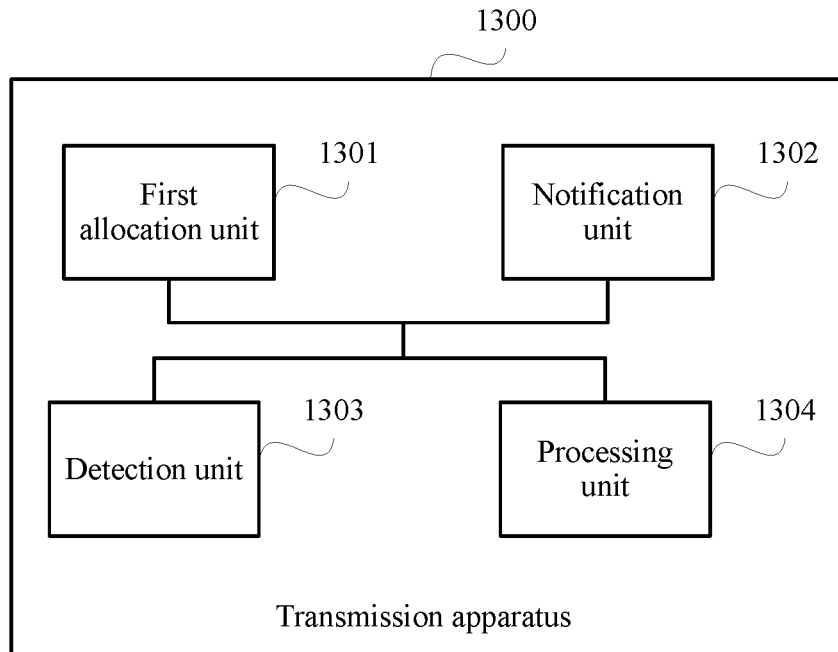 1300
1301
First
allocation unit
1302
Notification
unit
1303
Detection unit
1304
Processing
unit
Transmission apparatus